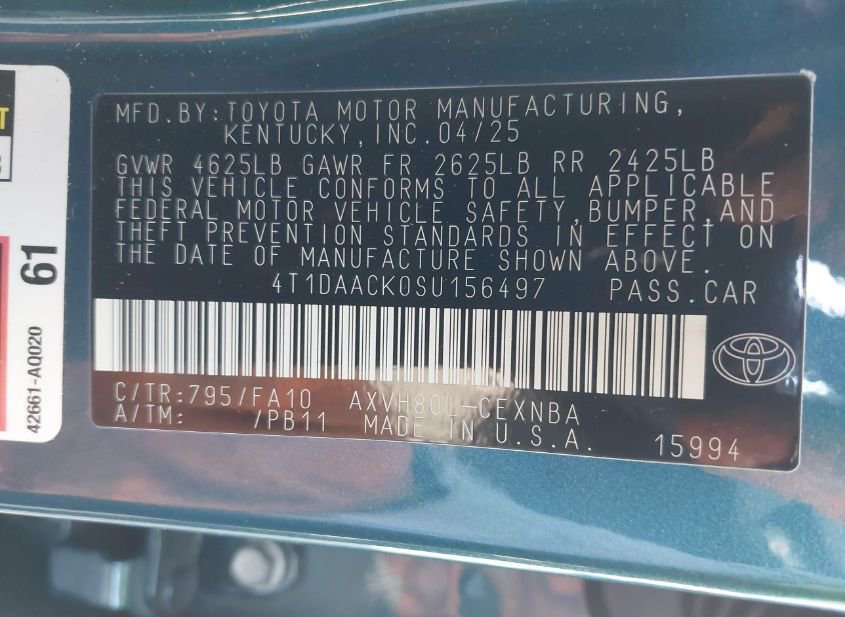 MFD.BY:TOYOTA MOTOR MANUFACTURING,
KENTUCKY,INC.04/25
GVWR 4625LB GAWR FR 2625LB RR 2425LB
THIS VEHICLE CONFORMS TO ALL APPLICABLE
FEDERAL MOTOR VEHICLE SAFETY,BUMPER,AND
THEFT PREVENTION STANDARDS IN EFFECT ON
THE DATE OF MANUFACTURE SHOWN ABOVE.
4T1DAACK0SU156497 PASS.CAR
C/TR:795/FA10 AXVH80L-CEXNBA
A/TM: /PB11 MADE IN U.S.A. 15994
61
42661-AQ020